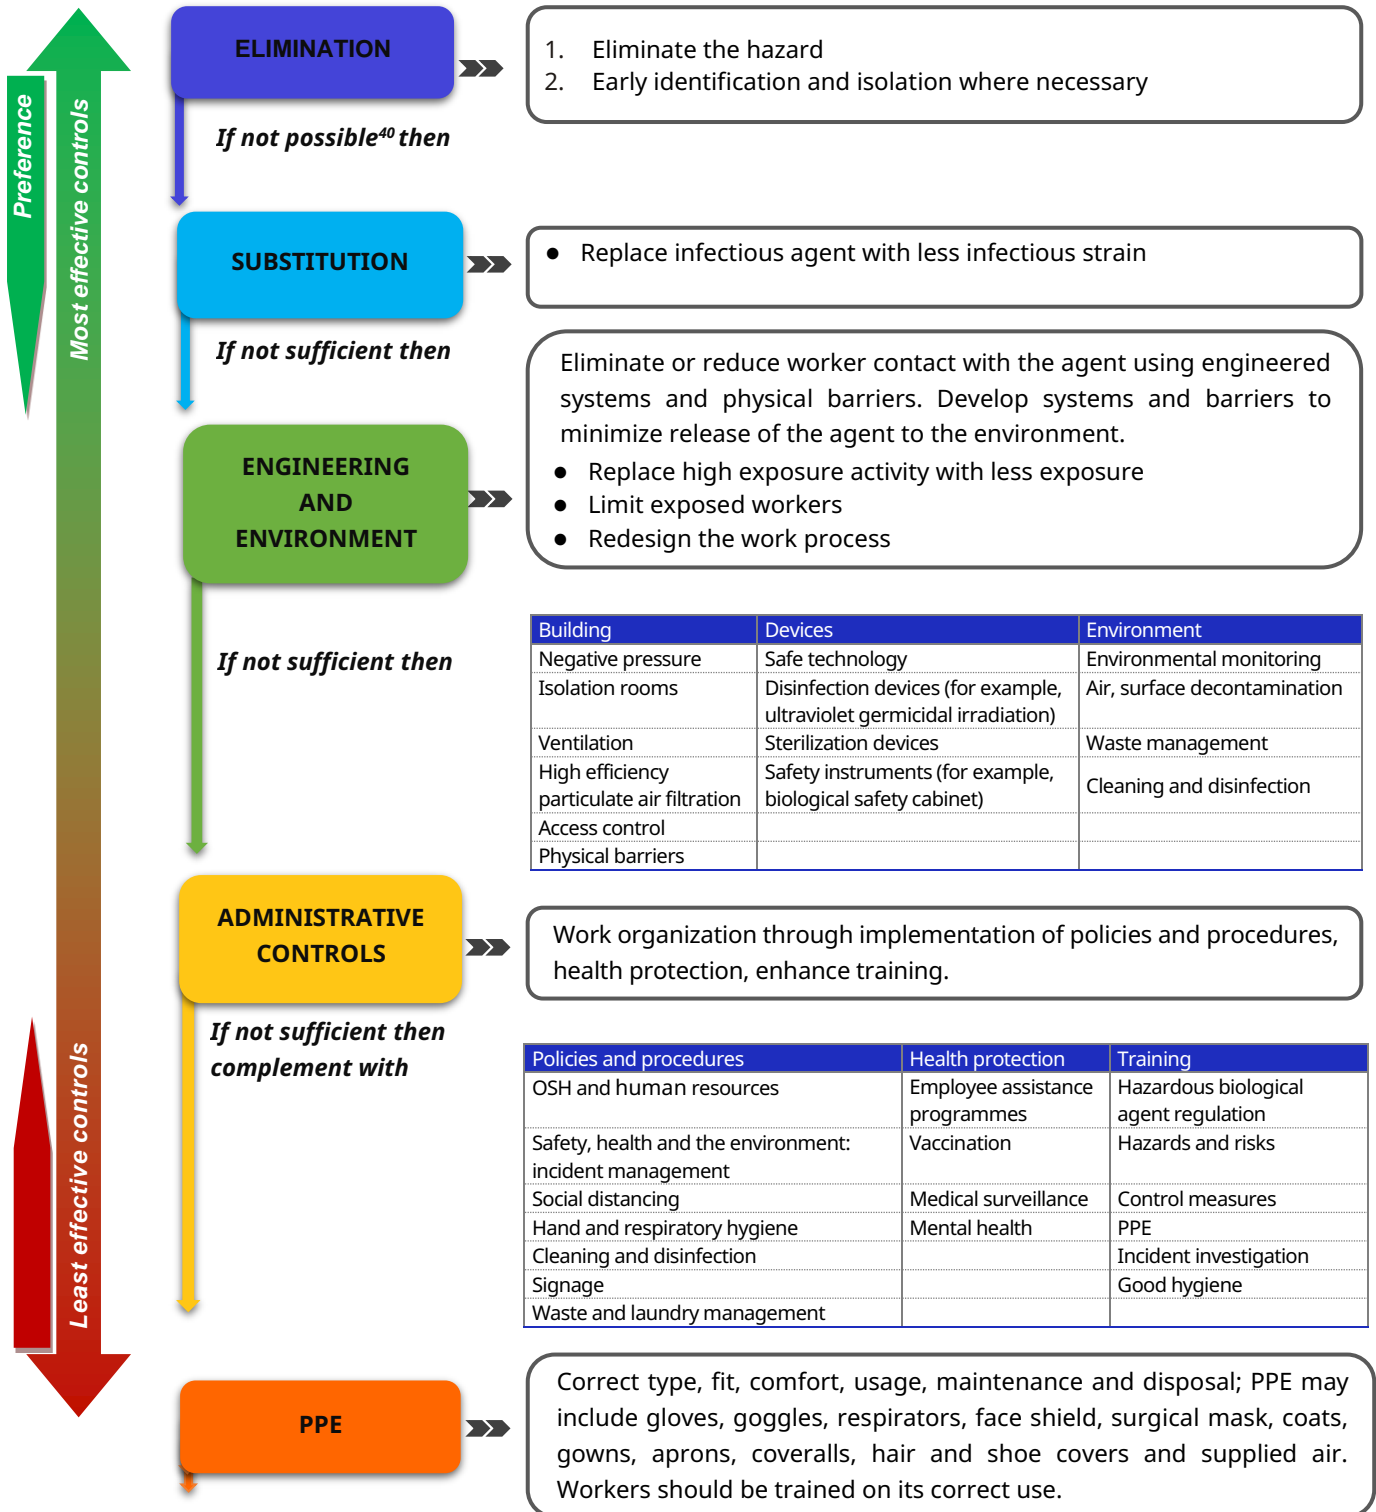 Preference
Most effective controls
Least effective controls
ELIMINATION
1. Eliminate the hazard
2. Early identification and isolation where necessary
If not possible⁴⁰ then
SUBSTITUTION
● Replace infectious agent with less infectious strain
If not sufficient then
ENGINEERING
AND
ENVIRONMENT
Eliminate or reduce worker contact with the agent using engineered
systems and physical barriers. Develop systems and barriers to
minimize release of the agent to the environment.
● Replace high exposure activity with less exposure
● Limit exposed workers
● Redesign the work process
If not sufficient then
Building Devices Environment
Negative pressure Safe technology Environmental monitoring
Isolation rooms Disinfection devices (for example, Air, surface decontamination
ultraviolet germicidal irradiation)
Ventilation Sterilization devices Waste management
High efficiency Safety instruments (for example,
particulate air filtration biological safety cabinet) Cleaning and disinfection
Access control
Physical barriers
ADMINISTRATIVE
CONTROLS
Work organization through implementation of policies and procedures,
health protection, enhance training.
If not sufficient then
complement with
Policies and procedures Health protection Training
OSH and human resources Employee assistance Hazardous biological
programmes agent regulation
Safety, health and the environment: Vaccination Hazards and risks
incident management
Social distancing Medical surveillance Control measures
Hand and respiratory hygiene Mental health PPE
Cleaning and disinfection Incident investigation
Signage Good hygiene
Waste and laundry management
PPE
Correct type, fit, comfort, usage, maintenance and disposal; PPE may
include gloves, goggles, respirators, face shield, surgical mask, coats,
gowns, aprons, coveralls, hair and shoe covers and supplied air.
Workers should be trained on its correct use.